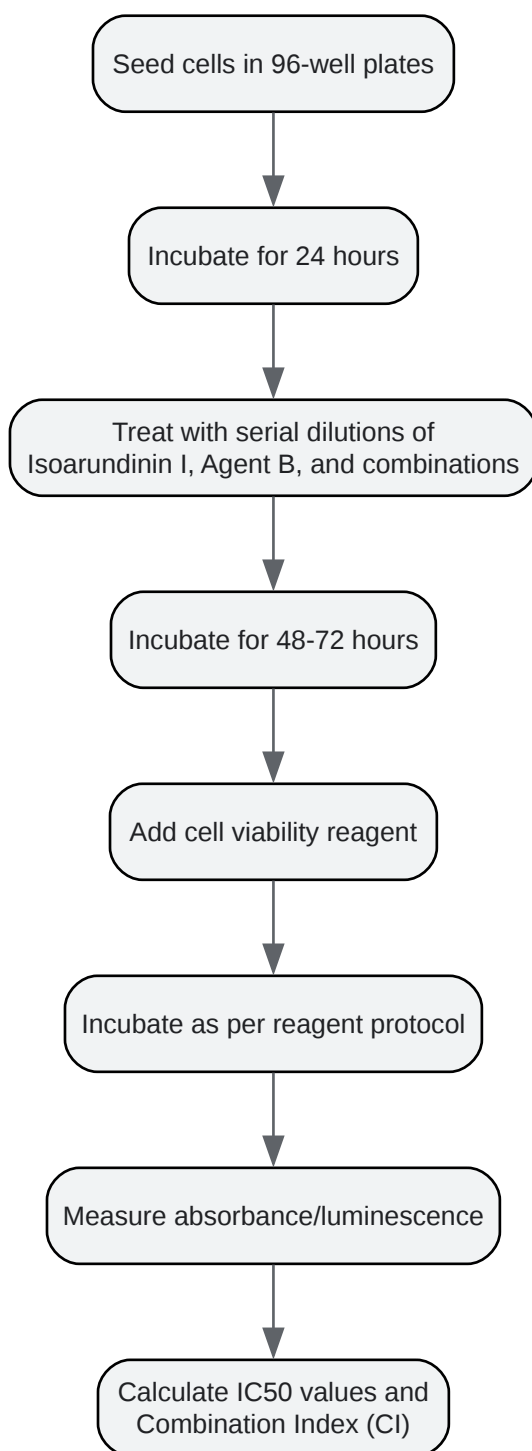 Seed cells in 96-well plates
Incubate for 24 hours
Treat with serial dilutions of
Isoarundinin I, Agent B, and combinations
Incubate for 48-72 hours
Add cell viability reagent
Incubate as per reagent protocol
Measure absorbance/luminescence
Calculate IC50 values and
Combination Index (CI)